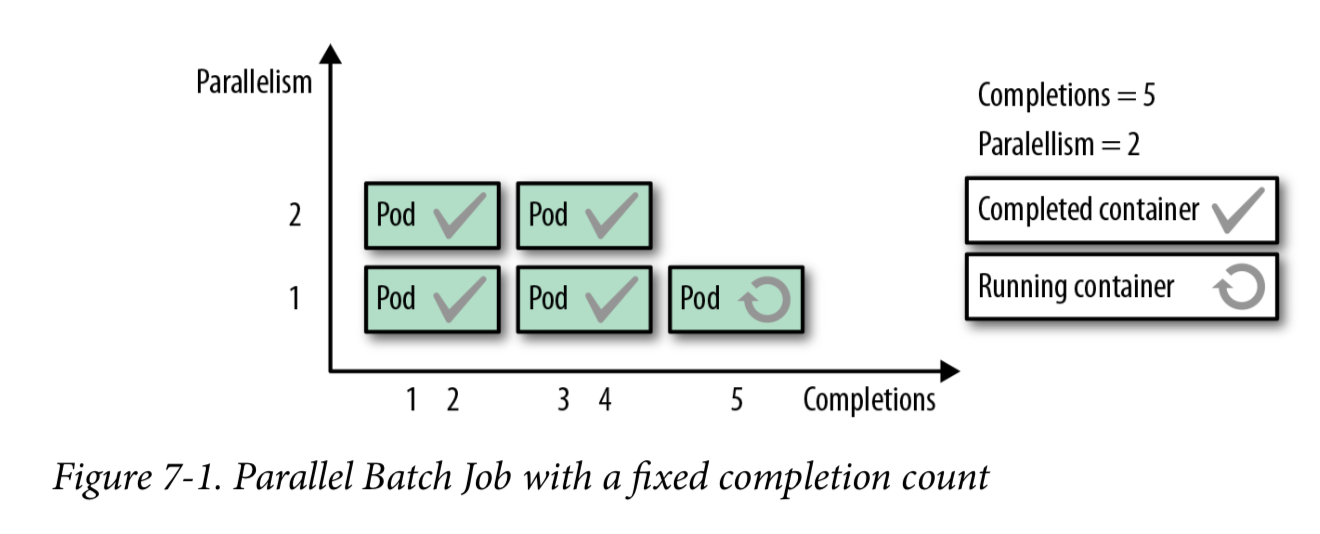 Parallelism
Completions = 5
Paralellism = 2
2
Pod
Pod
Completed container
1
Pod
Pod
Pod
Running container
1 2 3 4 5 Completions
Figure 7-1. Parallel Batch Job with a fixed completion count